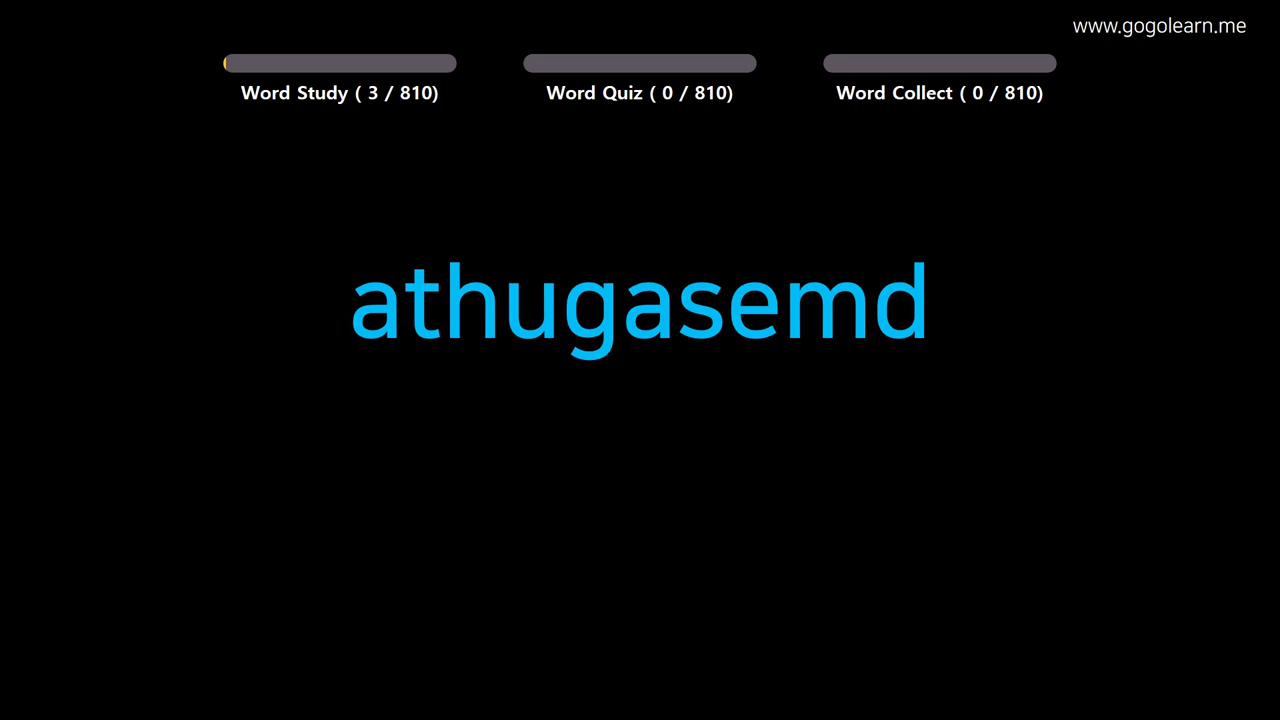 www.gogolearn.me
Word Study ( 3 / 810)
Word Quiz ( 0 / 810)
Word Collect ( 0 / 810)
athugasemd